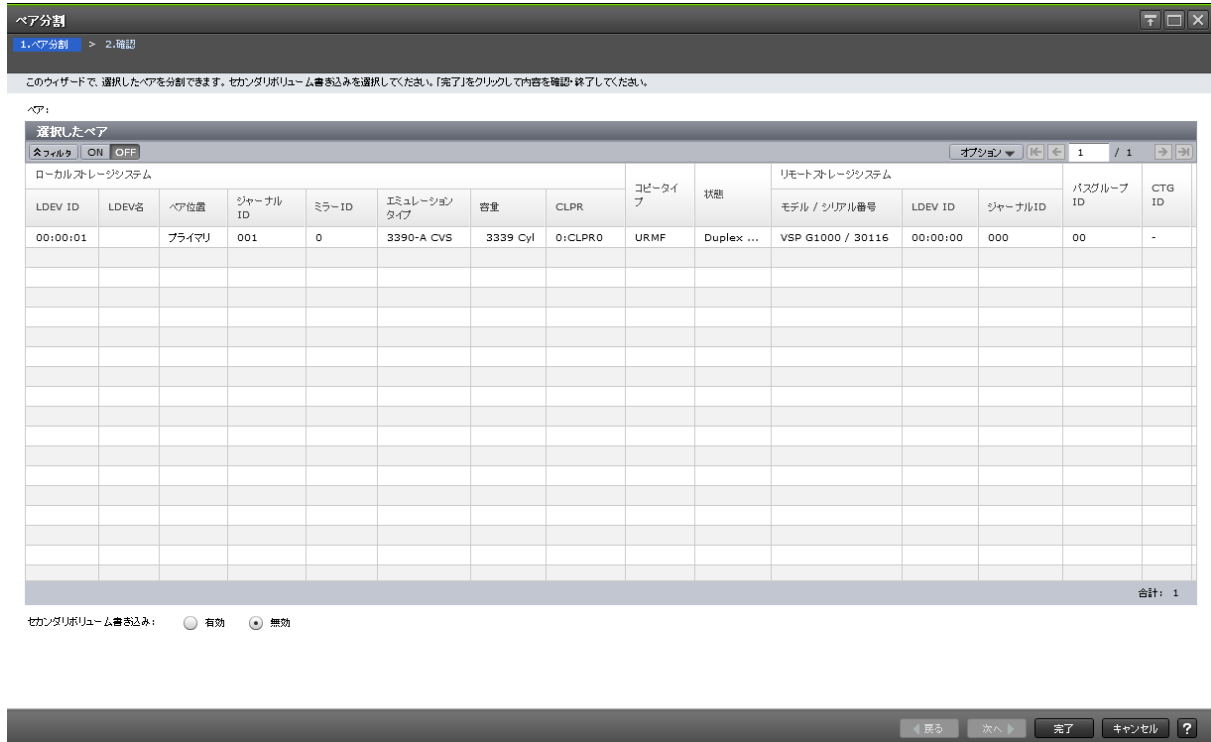 ペア分割
1.ペア分割 > 2.確認
このウィザードで、選択したペアを分割できます。セカンダリボリューム書き込みを選択してください。「完了」をクリックして内容を確認・終了してください。
ペア:
選択したペア
フィルタ ON OFF オプション 1 / 1
ローカルストレージシステム コピータイプ 状態 リモートストレージシステム パスグループID CTG ID
LDEV ID LDEV名 ペア位置 ジャーナルID ミラーID エミュレーションタイプ 容量 CLPR モデル / シリアル番号 LDEV ID ジャーナルID
00:00:01 プライマリ 001 0 3390-A CVS 3339 Cyl 0:CLPR0 URMF Duplex ... VSP G1000 / 30116 00:00:00 000 00 -
合計: 1
セカンダリボリューム書き込み: 有効 無効
戻る 次へ 完了 キャンセル ?